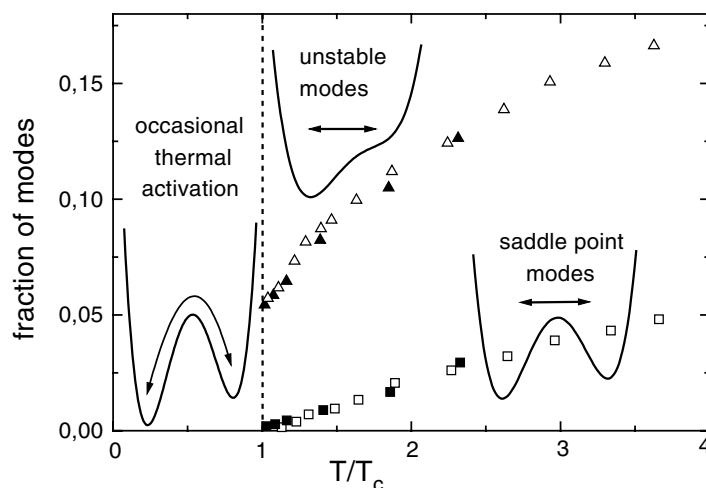 0,15
0,10
0,05
0,00
fraction of modes
occasional
thermal
activation
unstable
modes
saddle point
modes
0
1
2
3
4
T/T_c